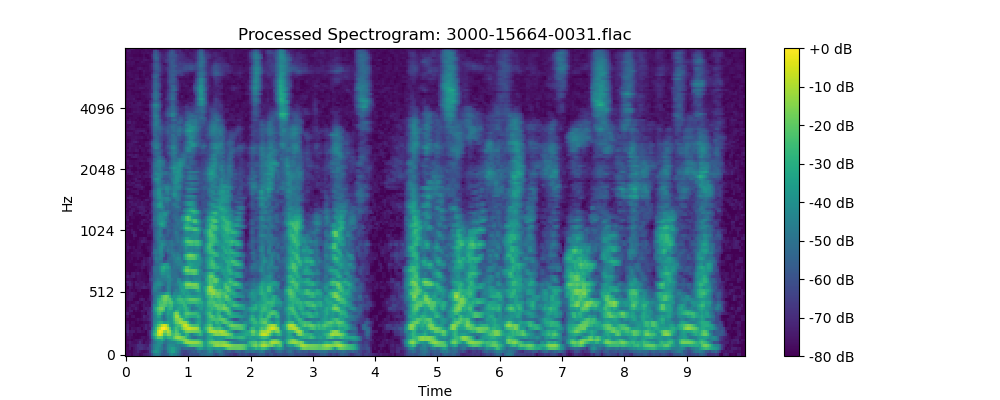 Processed Spectrogram: 3000-15664-0031.flac
Hz
4096
2048
1024
512
0
0 1 2 3 4 5 6 7 8 9
Time
+0 dB
-10 dB
-20 dB
-30 dB
-40 dB
-50 dB
-60 dB
-70 dB
-80 dB